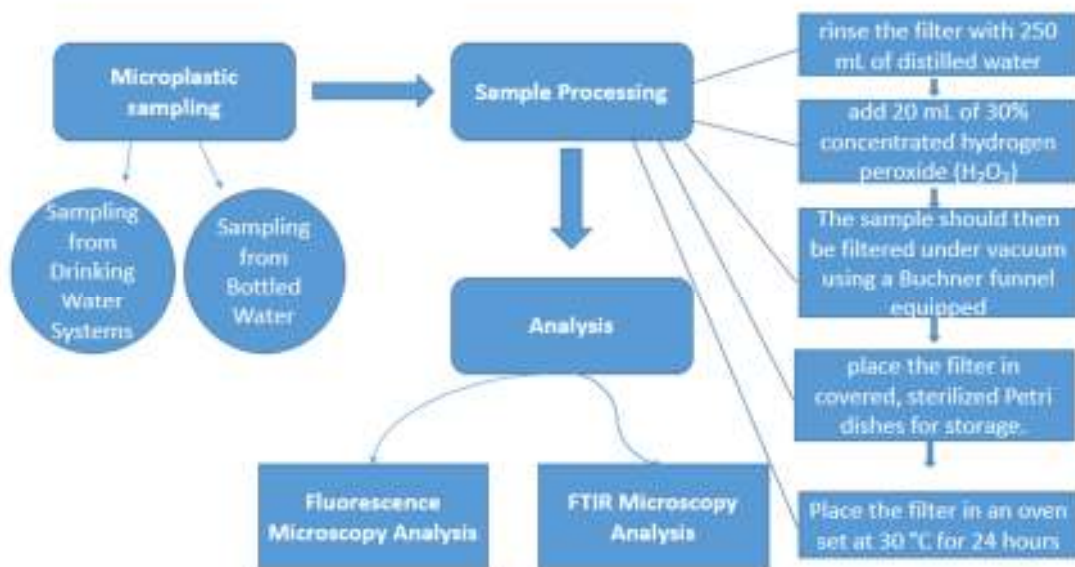 Microplastic
sampling
Sampling
from
Drinking
Water
Systems
Sampling
from
Bottled
Water
Sample Processing
Analysis
Fluorescence
Microscopy Analysis
FTIR Microscopy
Analysis
rinse the filter with 250
mL of distilled water
add 20 mL of 30%
concentrated hydrogen
peroxide (H₂O₂)
The sample should then
be filtered under vacuum
using a Buchner funnel
equipped
place the filter in
covered, sterilized Petri
dishes for storage.
Place the filter in an oven
set at 30 °C for 24 hours